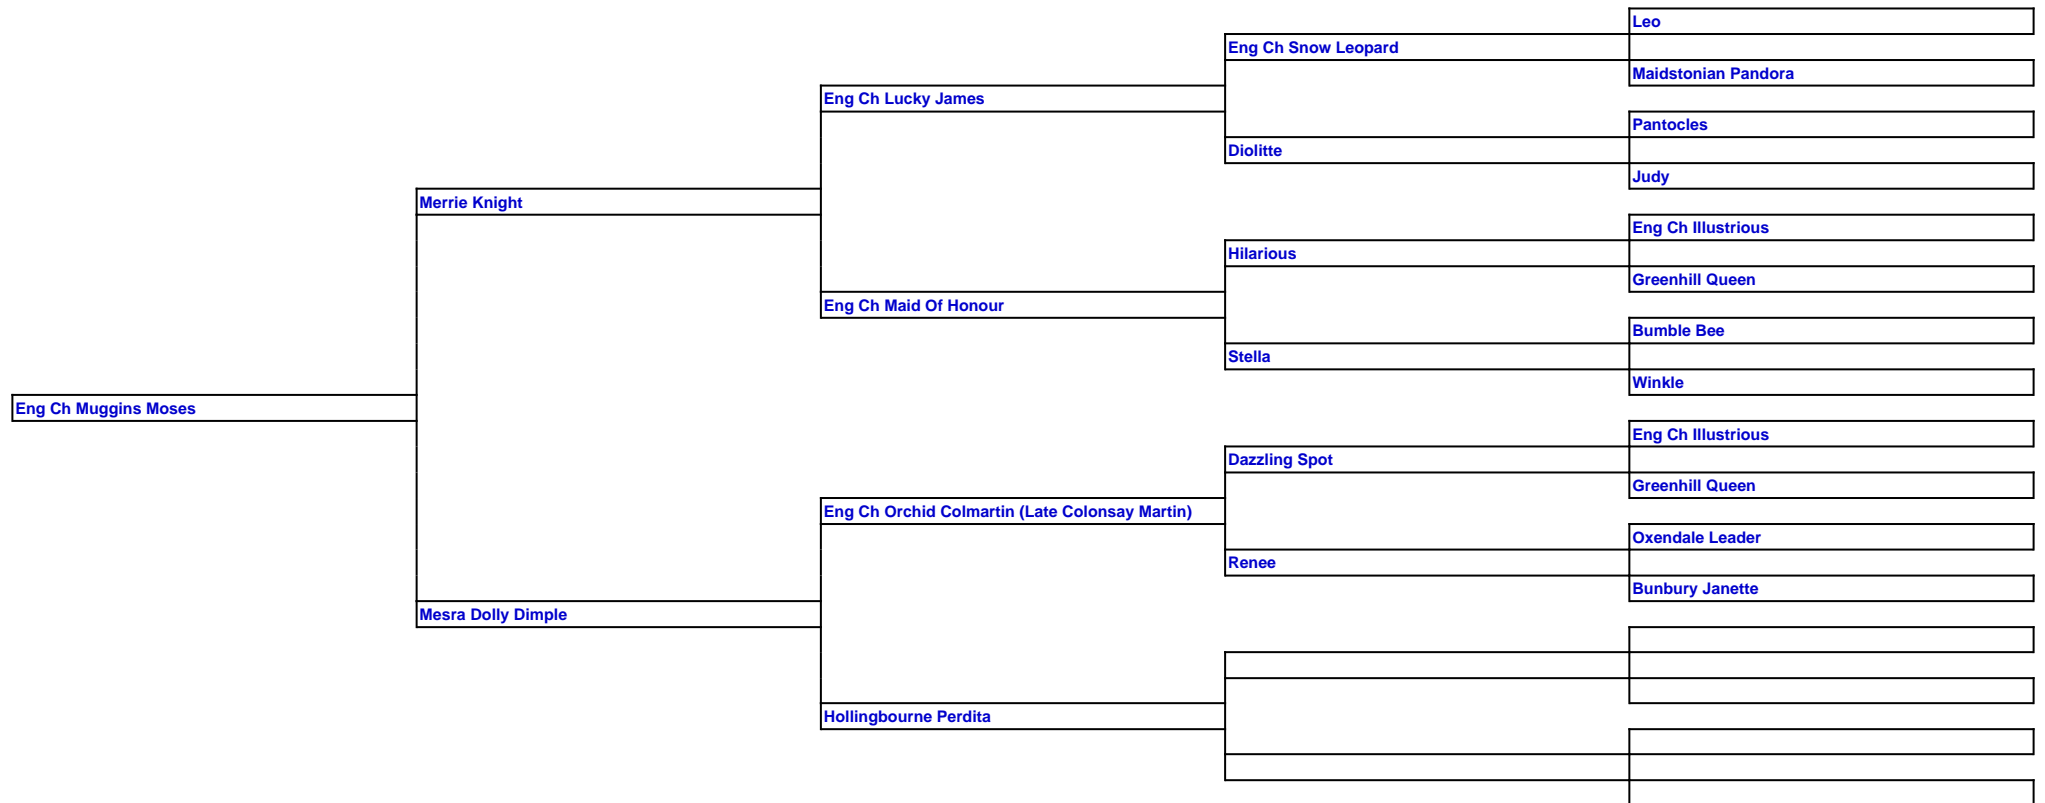 Leo
Eng Ch Snow Leopard
Maidstonian Pandora
Eng Ch Lucky James
Pantocles
Diolitte
Judy
Merrie Knight
Eng Ch Illustrious
Hilarious
Greenhill Queen
Eng Ch Maid Of Honour
Bumble Bee
Stella
Winkle
Eng Ch Muggins Moses
Eng Ch Illustrious
Dazzling Spot
Greenhill Queen
Eng Ch Orchid Colmartin (Late Colonsay Martin)
Oxendale Leader
Renee
Bunbury Janette
Mesra Dolly Dimple
Hollingbourne Perdita